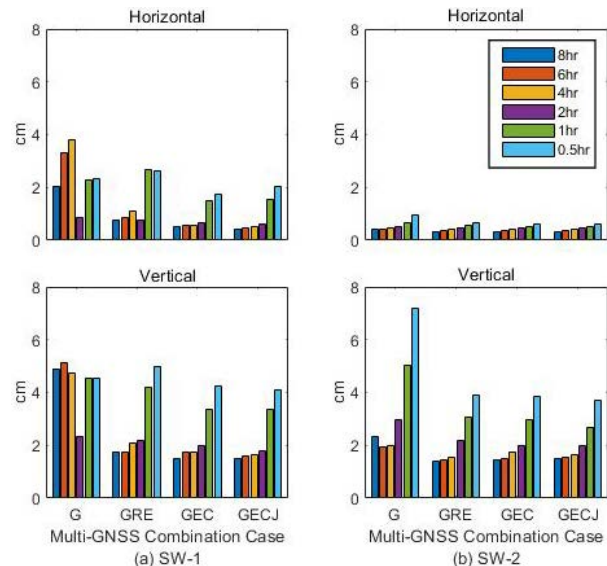 Horizontal
8
6
4
2
0
cm
Horizontal
8
6
4
2
0
cm
8hr
6hr
4hr
2hr
1hr
0.5hr
Vertical
8
6
4
2
0
cm
G GRE GEC GECJ
Multi-GNSS Combination Case
(a) SW-1
Vertical
8
6
4
2
0
cm
G GRE GEC GECJ
Multi-GNSS Combination Case
(b) SW-2